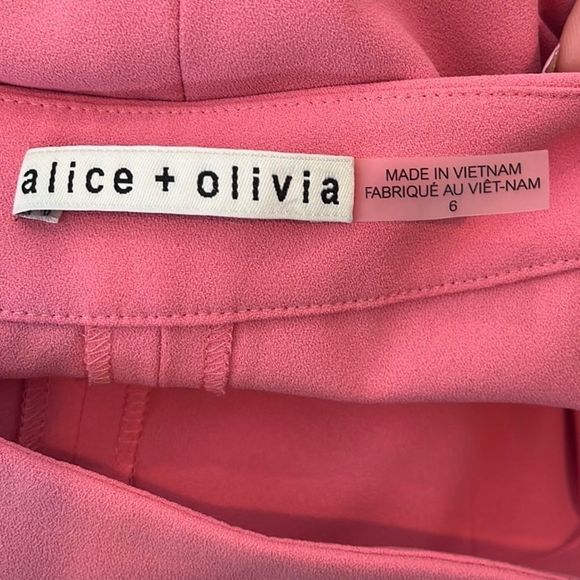 alice + olivia
MADE IN VIETNAM
FABRIQUÉ AU VIÊT-NAM
6